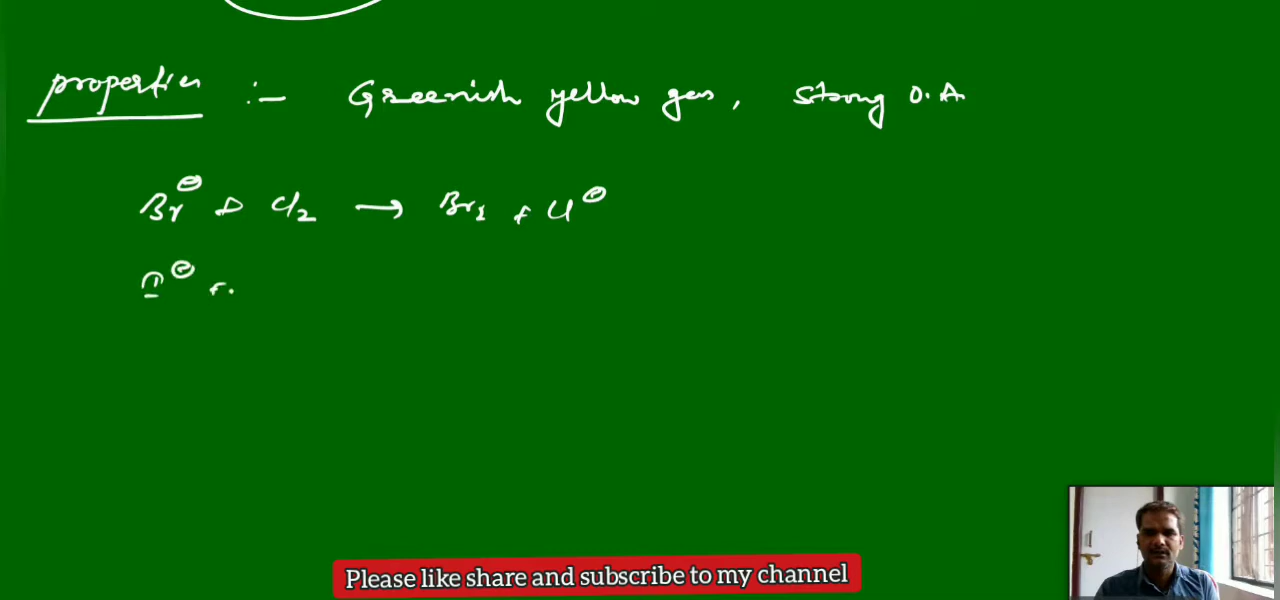 properties :- Greenish yellow gas, Strong O.A
Br⊖ + Cl2 → Br2 + Cl⊖
I⊖ +
Please like share and subscribe to my channel